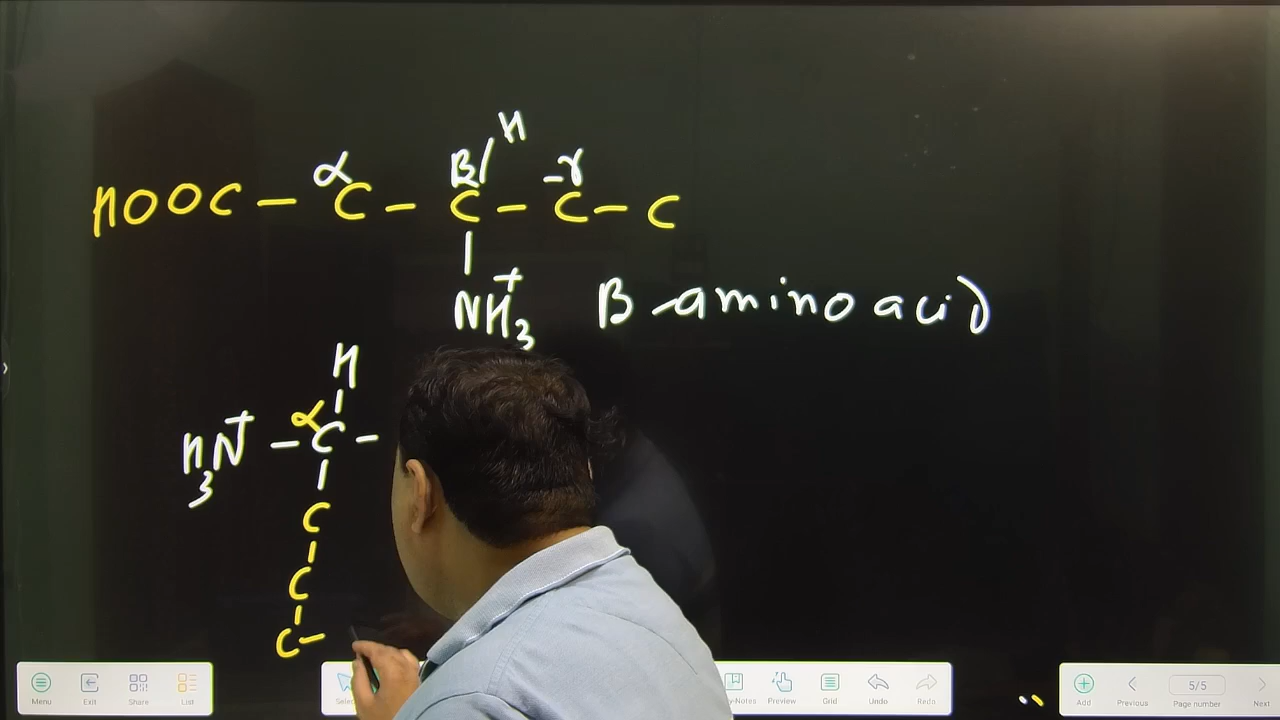 H
α B γ
HOOC - C - C - C - C
NH3+ B-amino acid
H
α
H3N+ - C -
C
C
C-
Menu Exit Share List Notes Preview Grid Undo Redo Add Previous 5/5 Page number Next